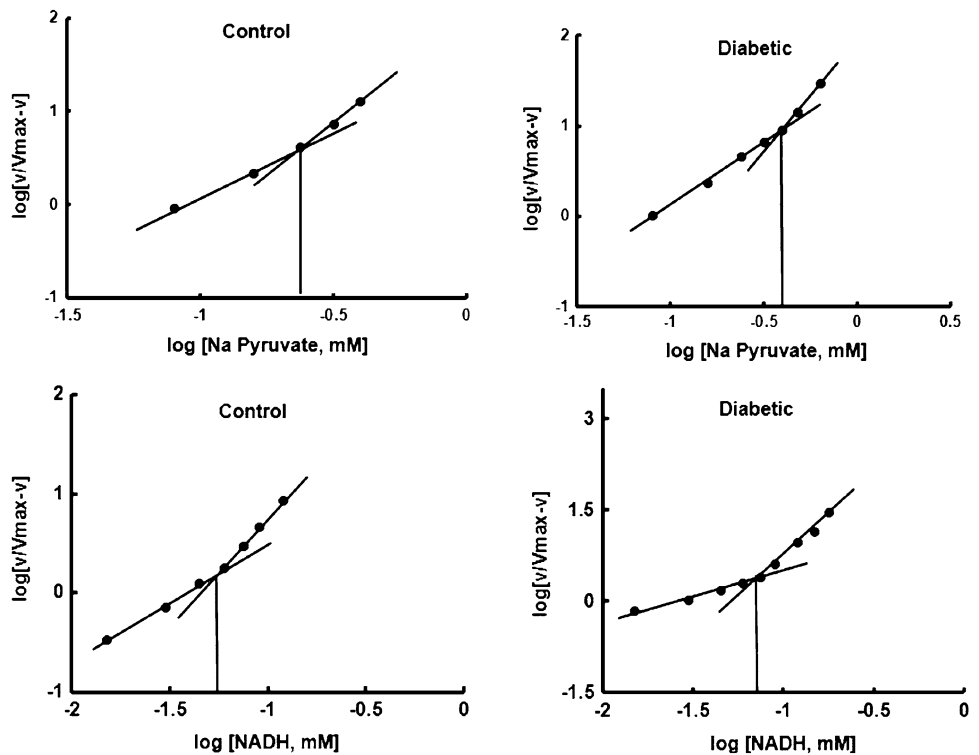 Control
log[v/Vmax-v]
2
1
0
-1
-1.5
-1
-0.5
0
log [Na Pyruvate, mM]
Diabetic
log[v/Vmax-v]
2
1
0
-1
-1.5
-1
-0.5
0
0.5
log [Na Pyruvate, mM]
Control
log[v/Vmax-v]
2
1
0
-1
-2
-1.5
-1
-0.5
0
log [NADH, mM]
Diabetic
log[v/Vmax-v]
3
1.5
0
-1.5
-2
-1.5
-1
-0.5
0
log [NADH, mM]